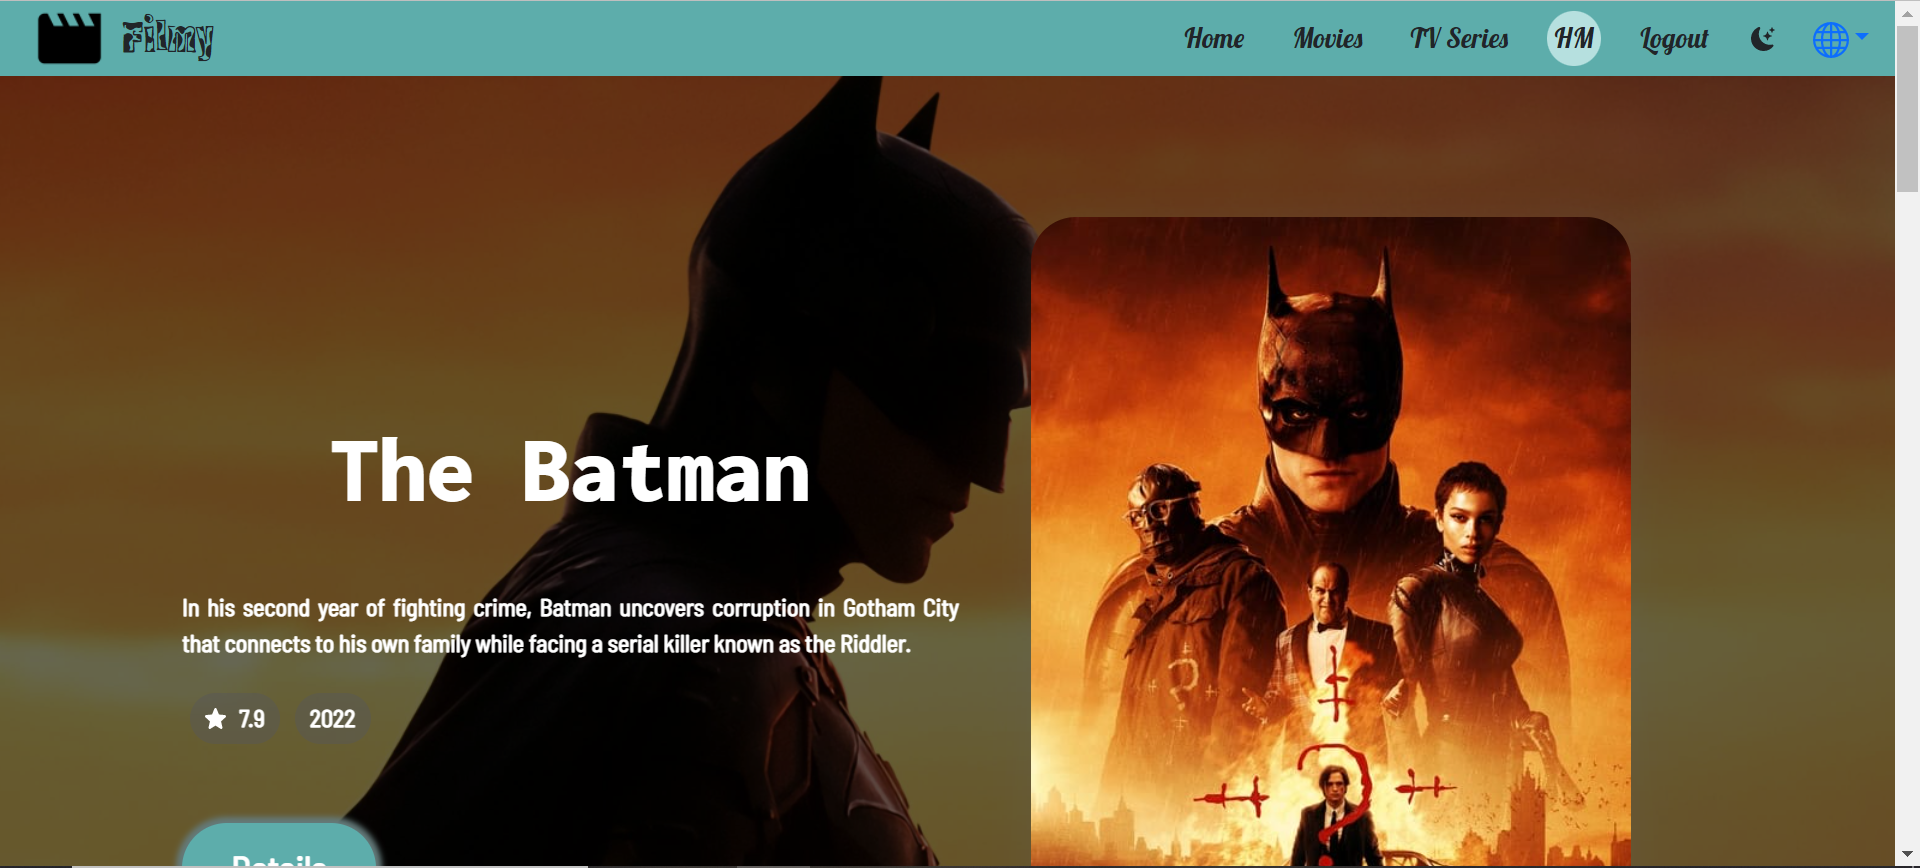 Filmy
Home
Movies
TV Series
HM
Logout
The Batman
In his second year of fighting crime, Batman uncovers corruption in Gotham City
that connects to his own family while facing a serial killer known as the Riddler.
7.9
2022
Details